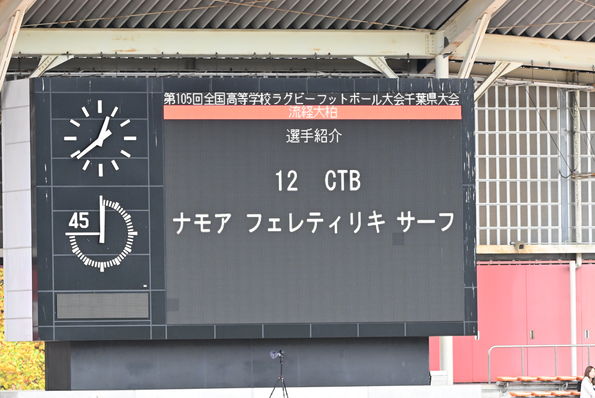 第105回全国高等学校ラグビーフットボール大会千葉県大会
流経大柏
選手紹介
12 CTB
ナモア フェレティリキ サーフ
45